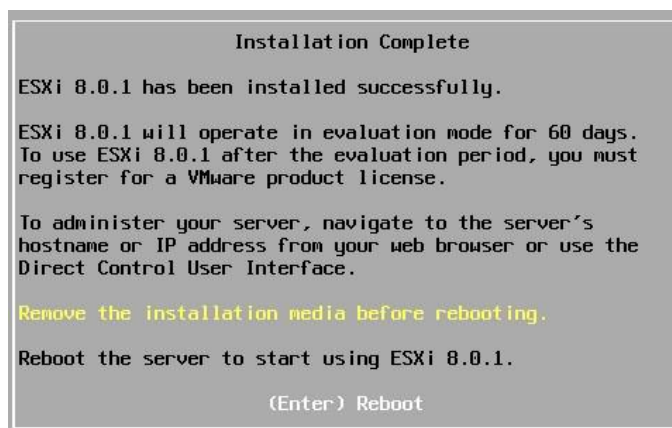 Installation Complete
ESXi 8.0.1 has been installed successfully.
ESXi 8.0.1 will operate in evaluation mode for 60 days.
To use ESXi 8.0.1 after the evaluation period, you must
register for a VMware product license.
To administer your server, navigate to the server's
hostname or IP address from your web browser or use the
Direct Control User Interface.
Remove the installation media before rebooting.
Reboot the server to start using ESXi 8.0.1.
(Enter) Reboot